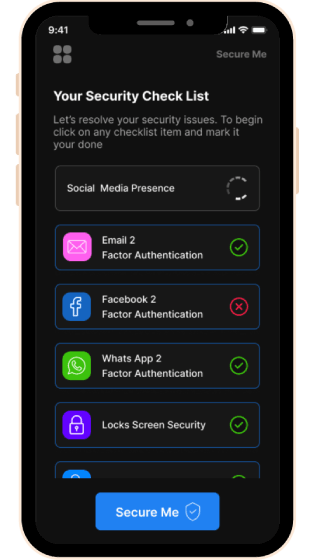 9:41
Secure Me
Your Security Check List
Let's resolve your security issues. To begin
click on any checklist item and mark it
your done
Social Media Presence
Email 2
Factor Authentication
Facebook 2
Factor Authentication
Whats App 2
Factor Authentication
Locks Screen Security
Secure Me